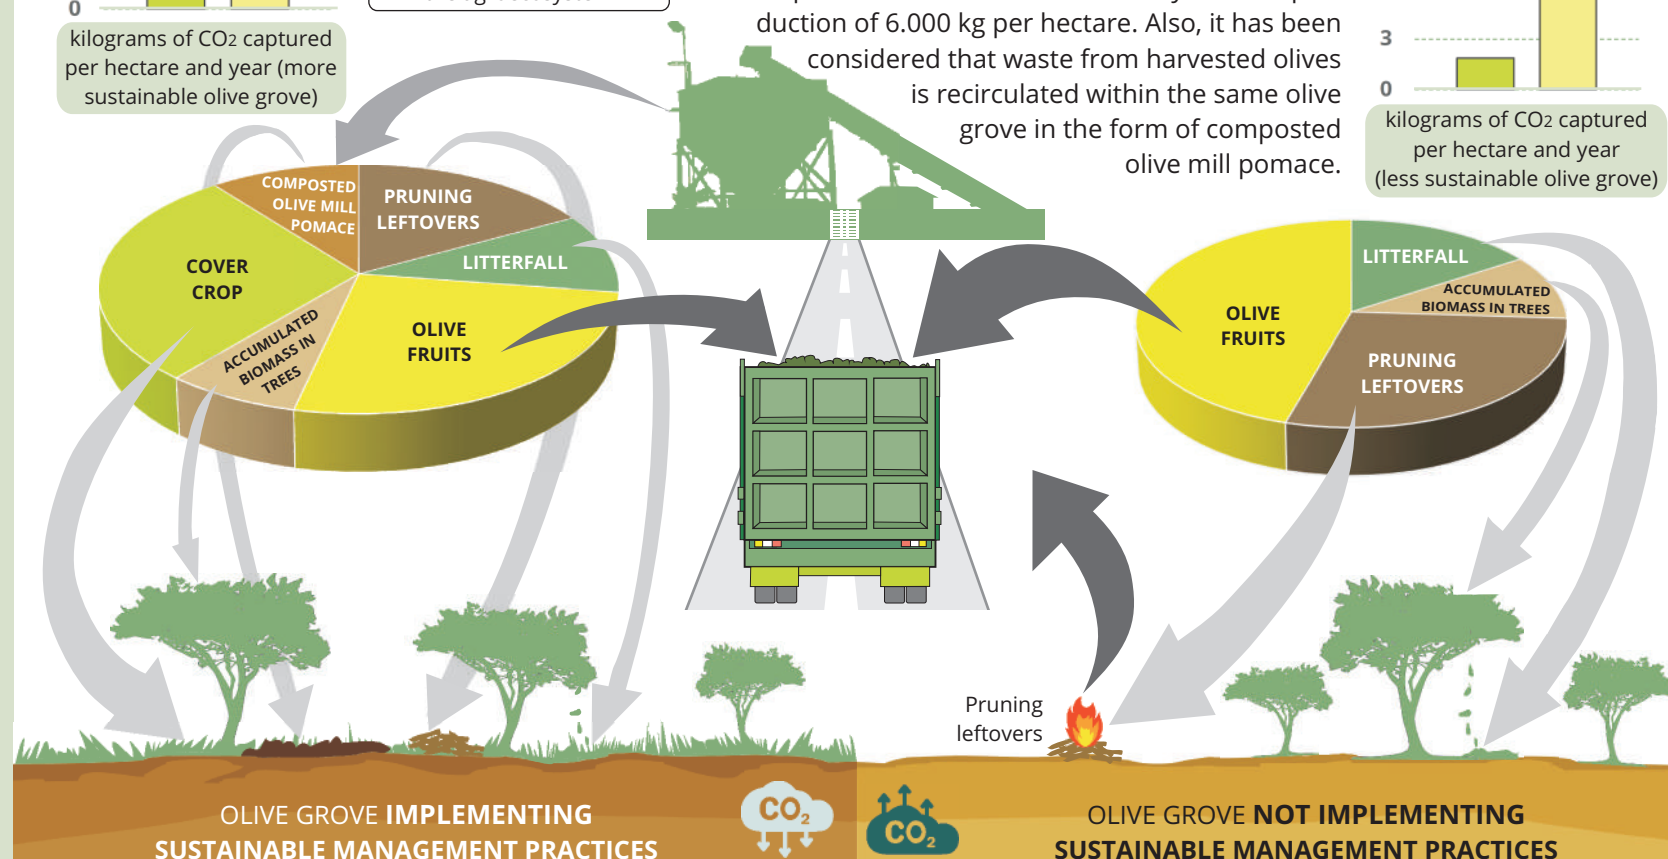 0
kilograms of CO2 captured
per hectare and year (more
sustainable olive grove)
duction of 6.000 kg per hectare. Also, it has been
considered that waste from harvested olives
is recirculated within the same olive
grove in the form of composted
olive mill pomace.
3
0
kilograms of CO2 captured
per hectare and year
(less sustainable olive grove)
COMPOSTED
OLIVE MILL
POMACE
PRUNING
LEFTOVERS
LITTERFALL
COVER
CROP
ACCUMULATED
BIOMASS IN
TREES
OLIVE
FRUITS
LITTERFALL
ACCUMULATED
BIOMASS IN TREES
OLIVE
FRUITS
PRUNING
LEFTOVERS
Pruning
leftovers
OLIVE GROVE IMPLEMENTING
SUSTAINABLE MANAGEMENT PRACTICES
CO2
CO2
OLIVE GROVE NOT IMPLEMENTING
SUSTAINABLE MANAGEMENT PRACTICES